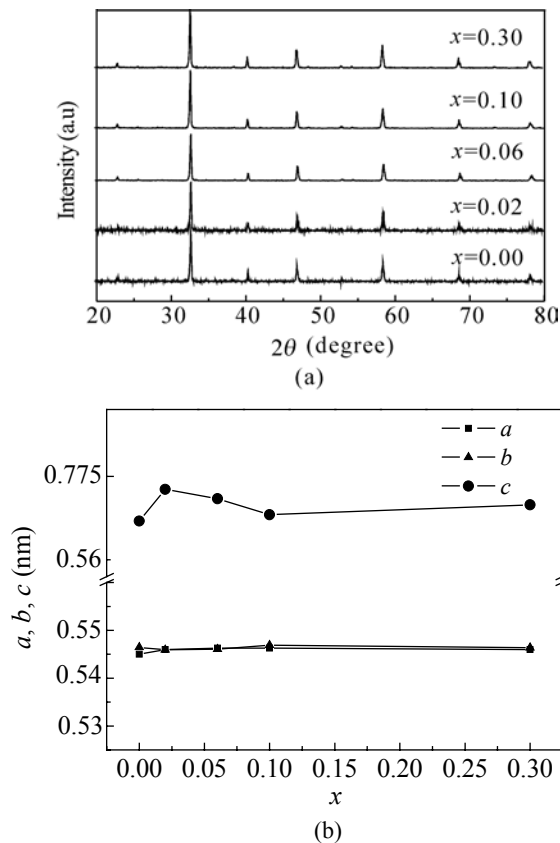 x=0.30
x=0.10
x=0.06
x=0.02
x=0.00
Intensity (a.u)
20 30 40 50 60 70 80
2θ (degree)
(a)
a
b
c
0.775
0.56
0.55
0.54
0.53
a, b, c (nm)
0.00 0.05 0.10 0.15 0.20 0.25 0.30
x
(b)